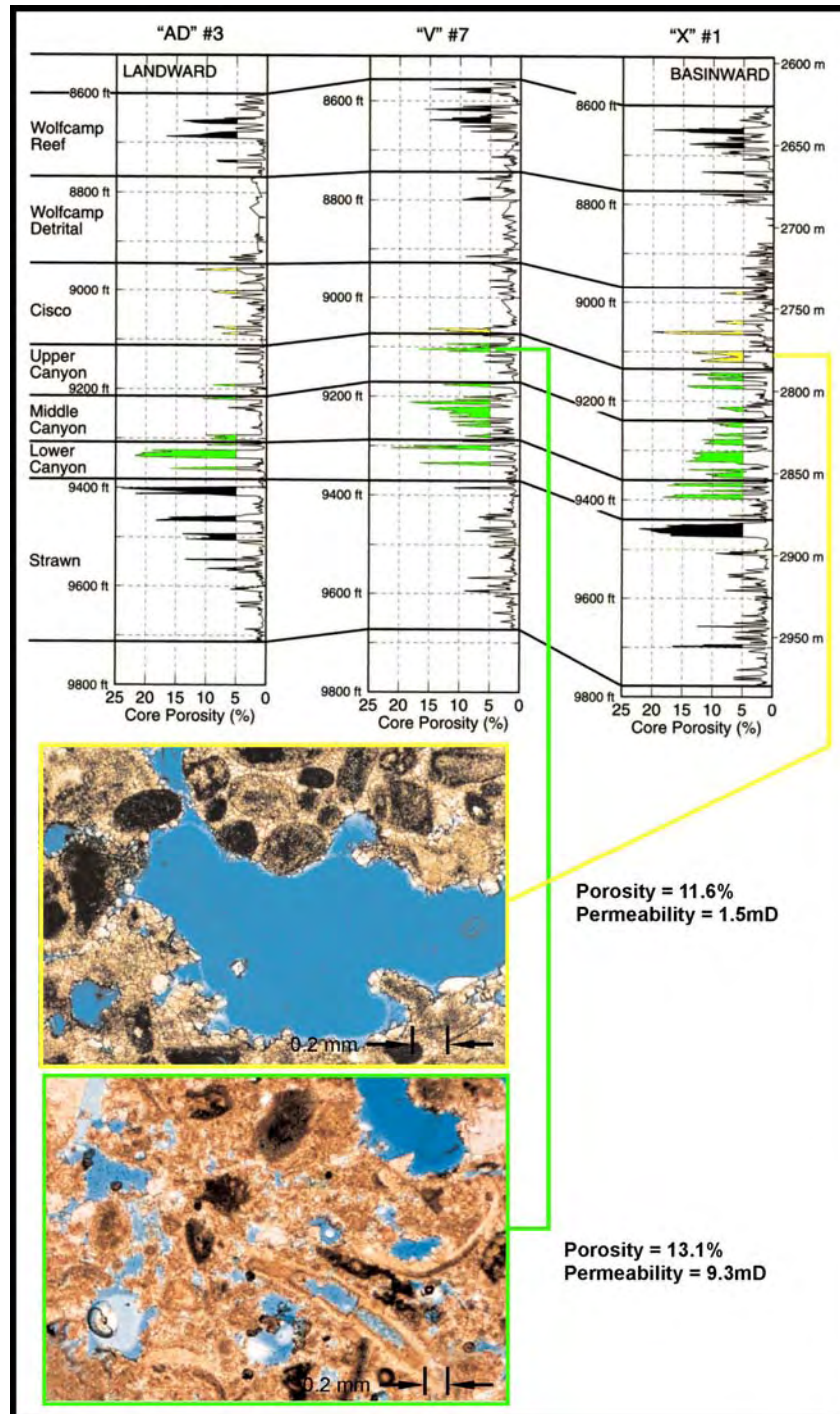 "AD" #3
"V" #7
"X" #1
LANDWARD
BASINWARD
Wolfcamp
Reef
Wolfcamp
Detrital
Cisco
Upper
Canyon
Middle
Canyon
Lower
Canyon
Strawn
8600 ft
8800 ft
9000 ft
9200 ft
9400 ft
9600 ft
9800 ft
25 20 15 10 5 0
Core Porosity (%)
8600 ft
8800 ft
9000 ft
9200 ft
9400 ft
9600 ft
9800 ft
25 20 15 10 5 0
Core Porosity (%)
8600 ft
8800 ft
9000 ft
9200 ft
9400 ft
9600 ft
9800 ft
25 20 15 10 5 0
Core Porosity (%)
2600 m
2650 m
2700 m
2750 m
2800 m
2850 m
2900 m
2950 m
0.2 mm
Porosity = 11.6%
Permeability = 1.5mD
0.2 mm
Porosity = 13.1%
Permeability = 9.3mD